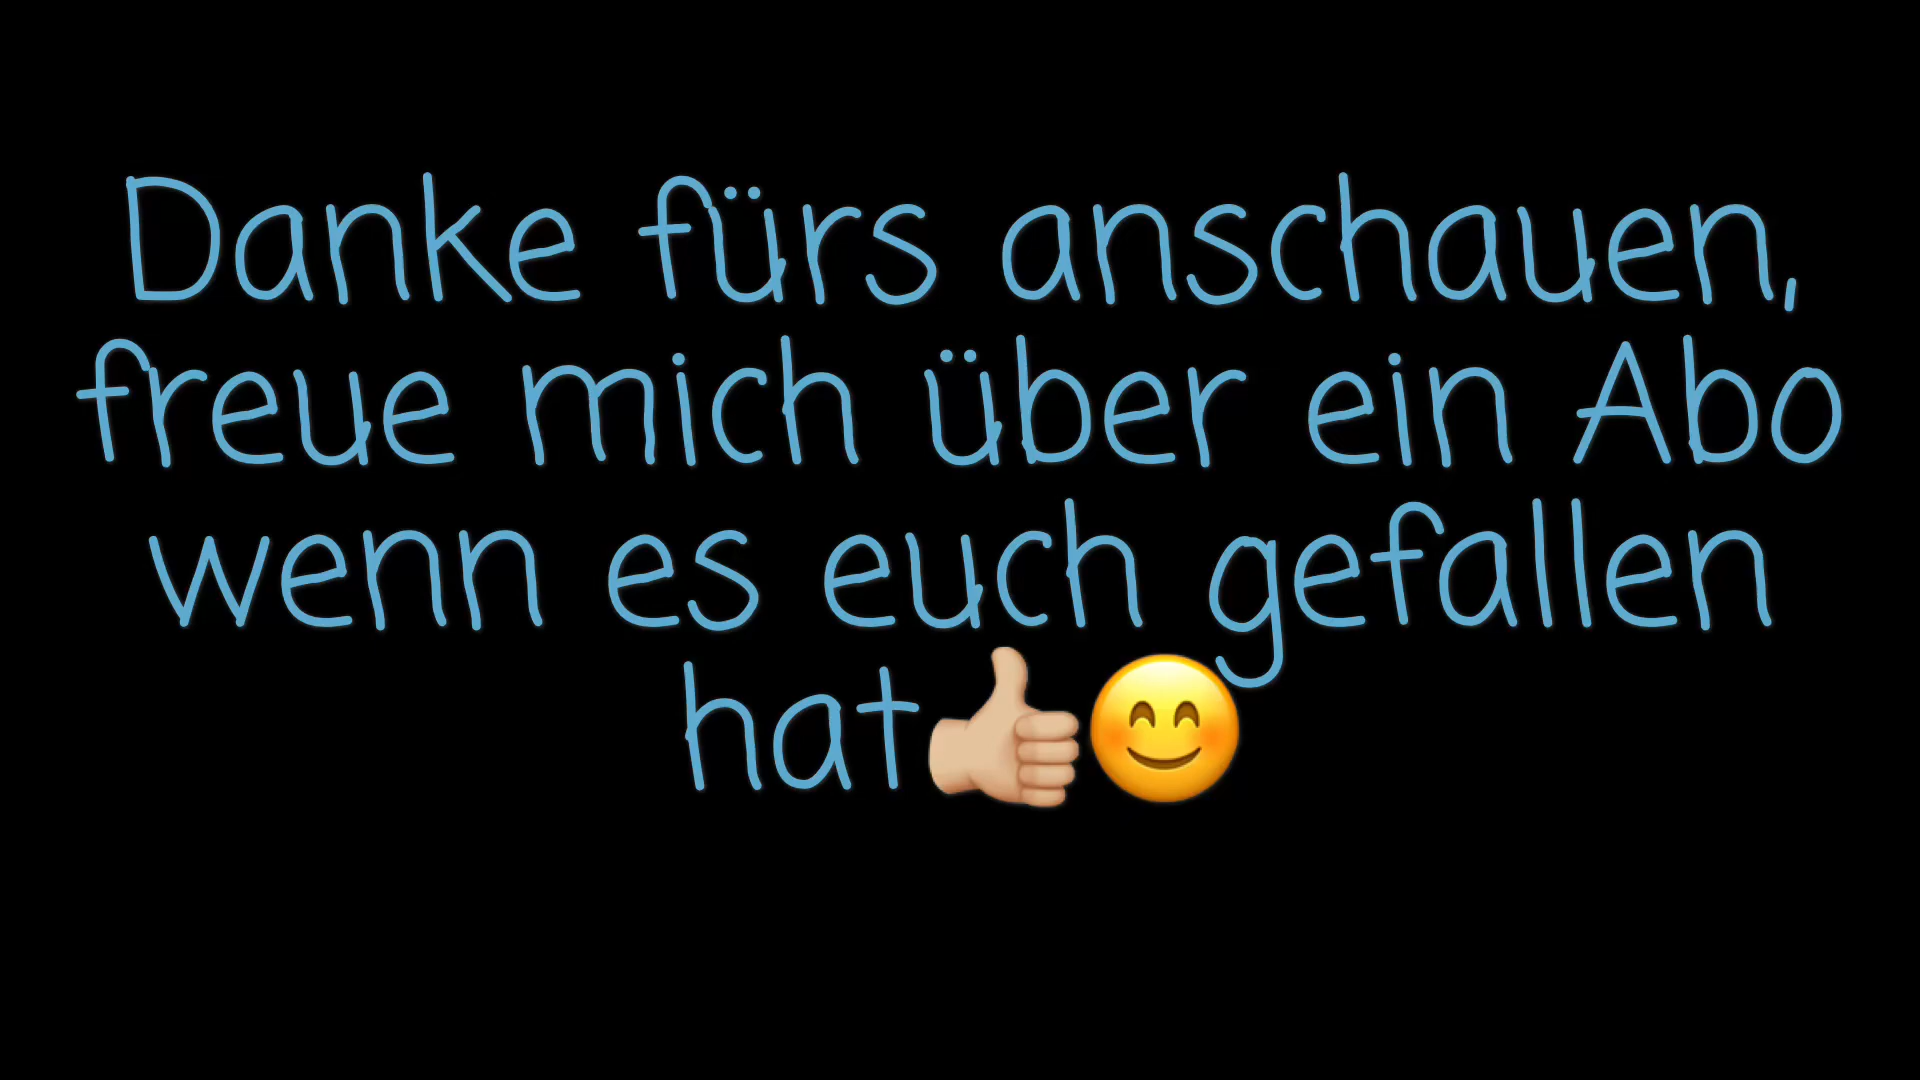 Danke fürs anschauen,
freue mich über ein Abo
wenn es euch gefallen
hat👍🏼😊